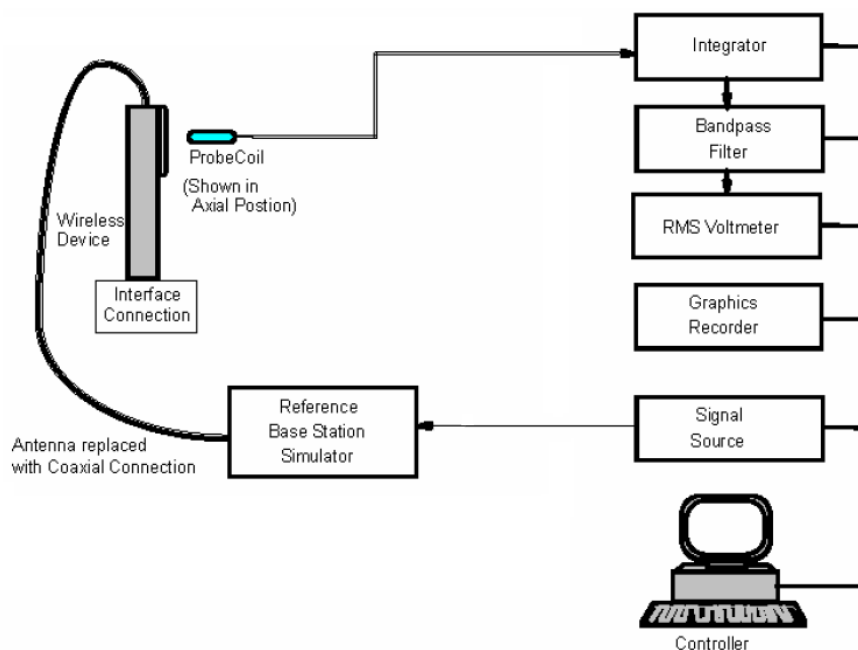 Integrator
Bandpass
Filter
ProbeCoil
(Shown in
Axial Postion)
Wireless
Device
RMS Voltmeter
Interface
Connection
Graphics
Recorder
Reference
Base Station
Simulator
Signal
Source
Antenna replaced
with Coaxial Connection
Controller